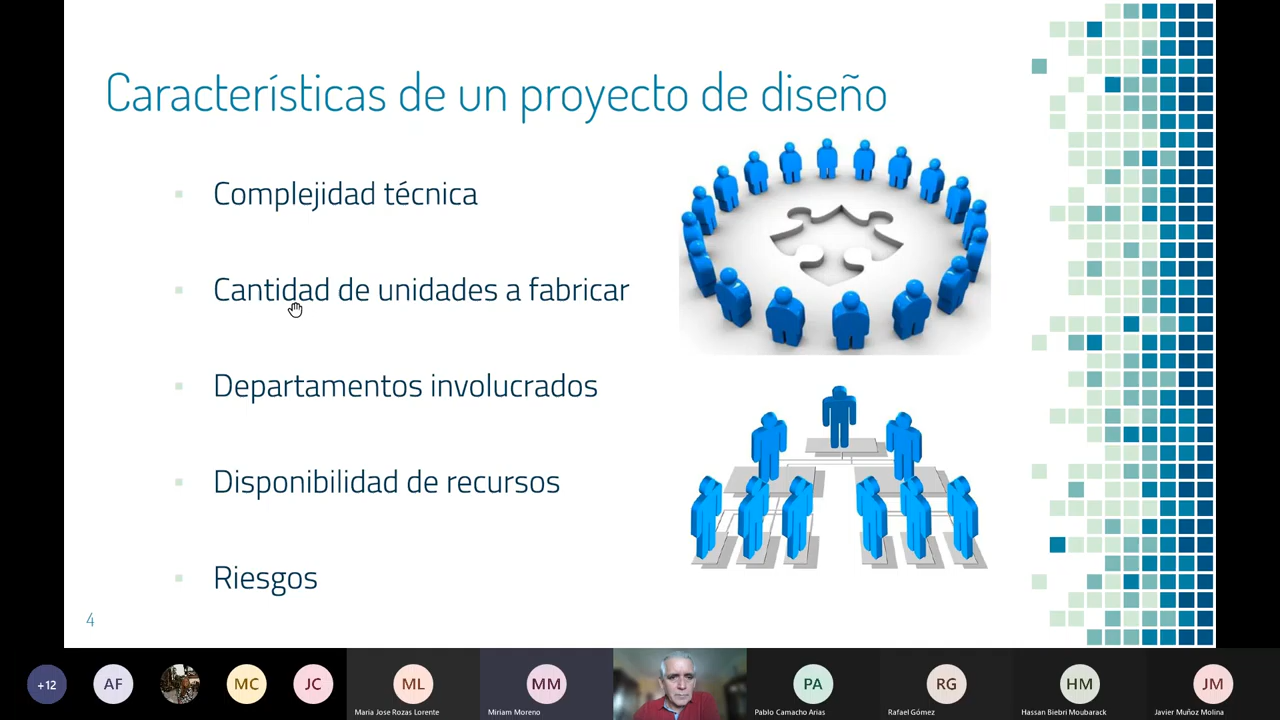 Características de un proyecto de diseño
Complejidad técnica
Cantidad de unidades a fabricar
Departamentos involucrados
Disponibilidad de recursos
Riesgos
4
+12
AF
MC
JC
ML
MM
PA
RG
HM
JM
Maria Jose Rozas Lorente
Miriam Moreno
Pablo Camacho Arias
Rafael Gómez
Hassan Biebri Moubarack
Javier Muñoz Molina